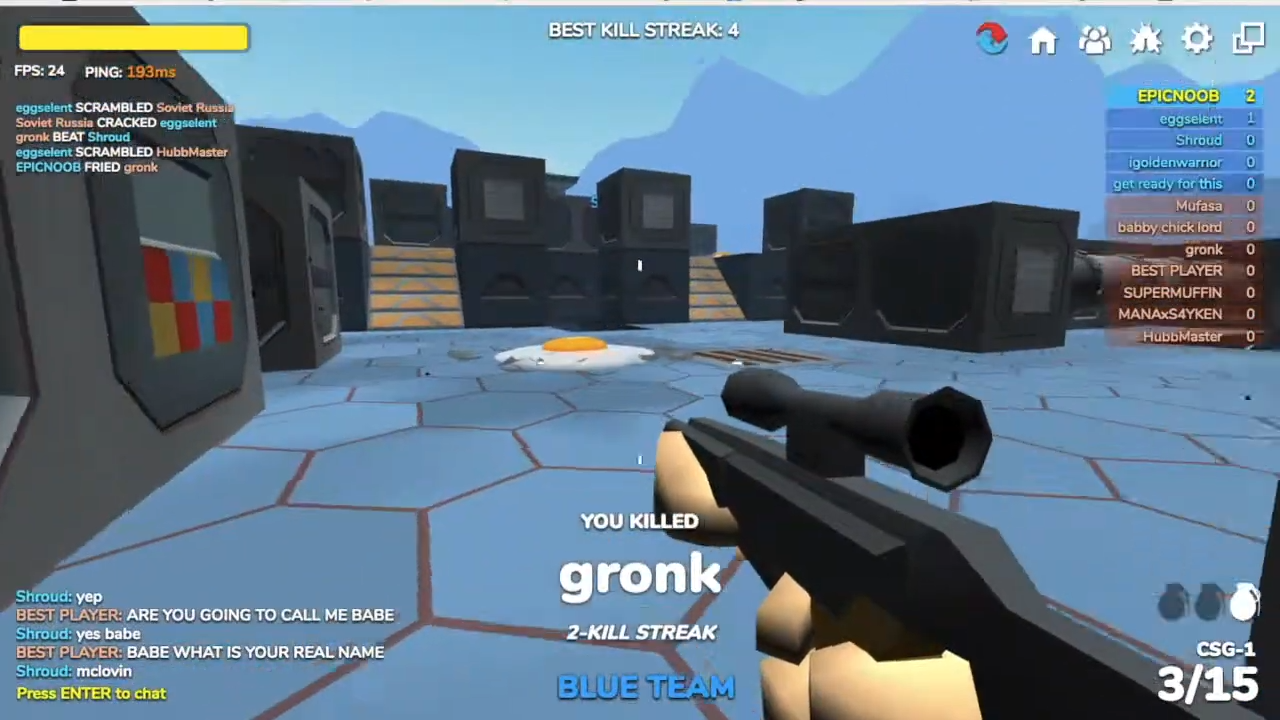 BEST KILL STREAK: 4
FPS: 24 PING: 193ms
eggselent SCRAMBLED Soviet Russia
Soviet Russia CRACKED eggselent
gronk BEAT Shroud
eggselent SCRAMBLED HubbMaster
EPICNOOB FRIED gronk
EPICNOOB 2
eggselent 1
Shroud 0
igoldenwarrior 0
get ready for this 0
Mufasa 0
babby chick lord 0
gronk 0
BEST PLAYER 0
SUPERMUFFIN 0
MANAxS4YKEN 0
HubbMaster 0
YOU KILLED
gronk
2-KILL STREAK
BLUE TEAM
Shroud: yep
BEST PLAYER: ARE YOU GOING TO CALL ME BABE
Shroud: yes babe
BEST PLAYER: BABE WHAT IS YOUR REAL NAME
Shroud: mclovin
Press ENTER to chat
CSG-1
3/15